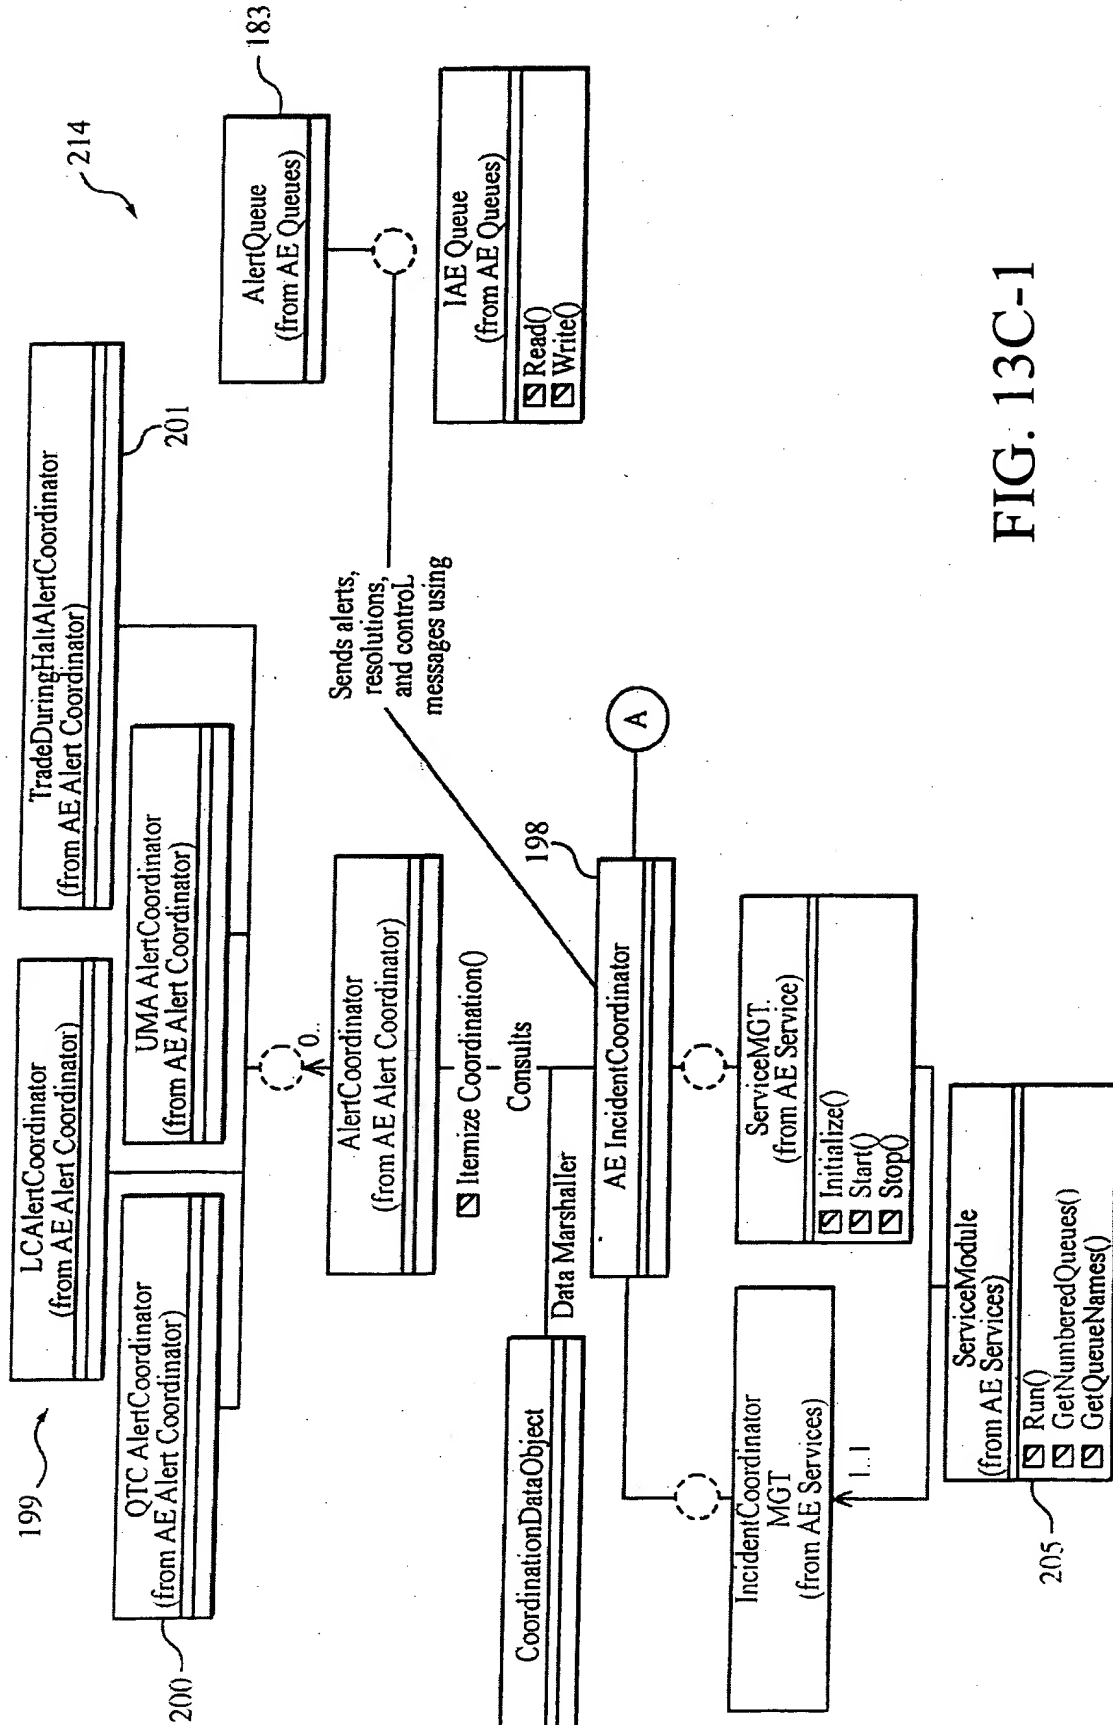 199
LCAlertCoordinator
(from AE Alert Coordinator)
TradeDuringHaltAlertCoordinator
(from AE Alert Coordinator)
201
214
200
QTC AlertCoordinator
(from AE Alert Coordinator)
UMA AlertCoordinator
(from AE Alert Coordinator)
AlertQueue
(from AE Queues)
183
0..
AlertCoordinator
(from AE Alert Coordinator)
Itemize Coordination()
Sends alerts,
resolutions,
and controL
messages using
IAE Queue
(from AE Queues)
Read()
Write()
Consults
CoordinationDataObject
Data Marshaller
AE IncidentCoordinator
198
A
IncidentCoordinator
MGT
(from AE Services)
1..1
ServiceMGT.
(from AE Service)
Initialize()
Start()
Stop()
ServiceModule
(from AE Services)
Run()
GetNumberedQueues()
GetQueueNames()
205
FIG. 13C-1